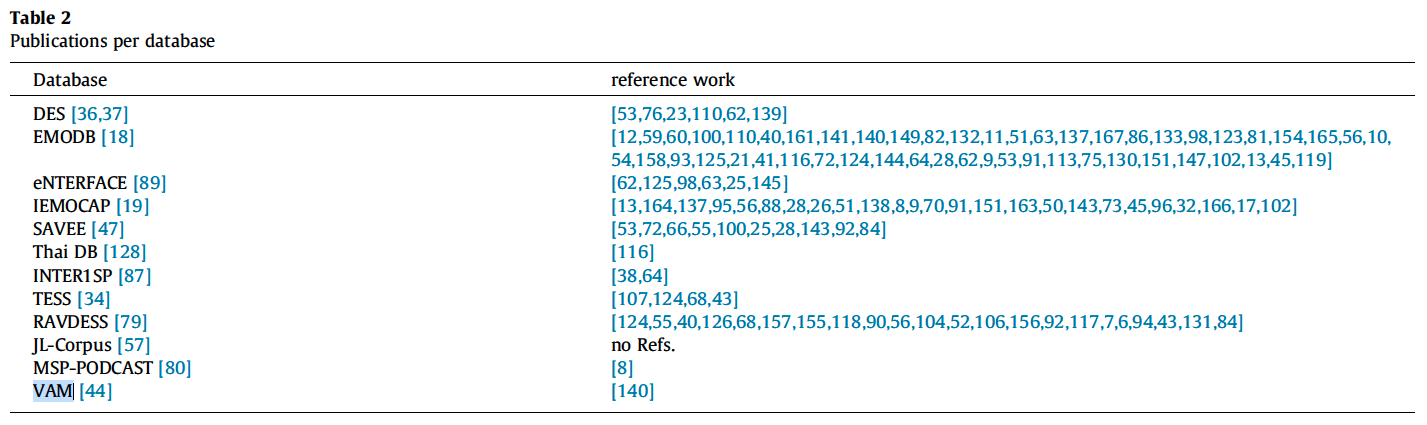 Table 2
Publications per database
Database reference work
DES [36,37] [53,76,23,110,62,139]
EMODB [18] [12,59,60,100,110,40,161,141,140,149,82,132,11,51,63,137,167,86,133,98,123,81,154,165,56,10,
54,158,93,125,21,41,116,72,124,144,64,28,62,9,53,91,113,75,130,151,147,102,13,45,119]
eNTERFACE [89] [62,125,98,63,25,145]
IEMOCAP [19] [13,164,137,95,56,88,28,26,51,138,8,9,70,91,151,163,50,143,73,45,96,32,166,17,102]
SAVEE [47] [53,72,66,55,100,25,28,143,92,84]
Thai DB [128] [116]
INTER1SP [87] [38,64]
TESS [34] [107,124,68,43]
RAVDESS [79] [124,55,40,126,68,157,155,118,90,56,104,52,106,156,92,117,7,6,94,43,131,84]
JL-Corpus [57] no Refs.
MSP-PODCAST [80] [8]
VAM [44] [140]